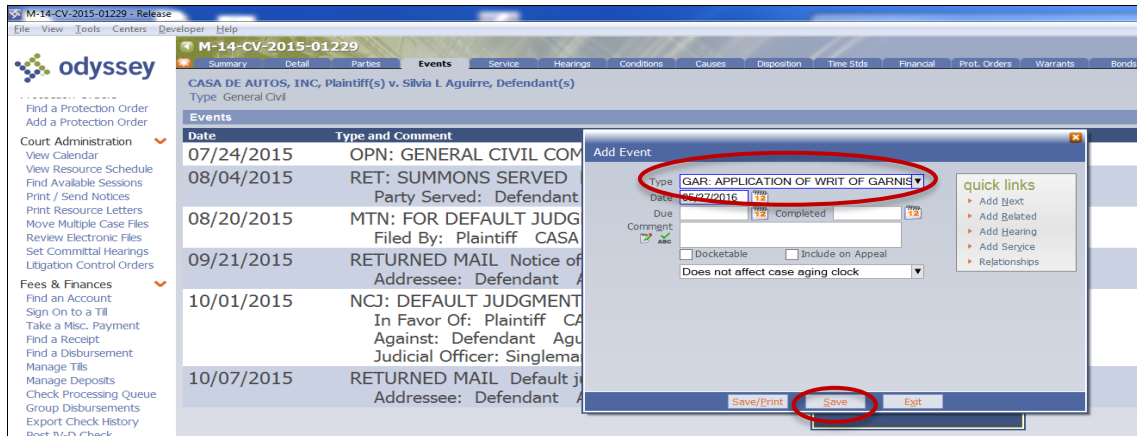 M-14-CV-2015-01229 - Release
File View Tools Centers Developer Help
odyssey
Find a Protection Order
Add a Protection Order
Court Administration
View Calendar
View Resource Schedule
Find Available Sessions
Print / Send Notices
Print Resource Letters
Move Multiple Case Files
Review Electronic Files
Set Committal Hearings
Litigation Control Orders
Fees & Finances
Find an Account
Sign On to a Till
Take a Misc. Payment
Find a Receipt
Find a Disbursement
Manage Tills
Manage Deposits
Check Processing Queue
Group Disbursements
Export Check History
Post IV-D Check
M-14-CV-2015-01229
Summary Detail Parties Events Service Hearings Conditions Causes Disposition Time Stds Financial Prot. Orders Warrants Bonds
CASA DE AUTOS, INC, Plaintiff(s) v. Silvia L Aguirre, Defendant(s)
Type General Civil
Events
Date Type and Comment
07/24/2015 OPN: GENERAL CIVIL COM
08/04/2015 RET: SUMMONS SERVED
Party Served: Defendant
08/20/2015 MTN: FOR DEFAULT JUDG
Filed By: Plaintiff CASA
09/21/2015 RETURNED MAIL Notice of
Addressee: Defendant A
10/01/2015 NCJ: DEFAULT JUDGMENT
In Favor Of: Plaintiff CA
Against: Defendant Agu
Judicial Officer: Singlema
10/07/2015 RETURNED MAIL Default j
Addressee: Defendant A
Add Event
Type GAR: APPLICATION OF WRIT OF GARNIS
Date 05/27/2016
Due Completed
Comment
Docketable Include on Appeal
Does not affect case aging clock
quick links
Add Next
Add Related
Add Hearing
Add Service
Relationships
Save/Print Save Exit